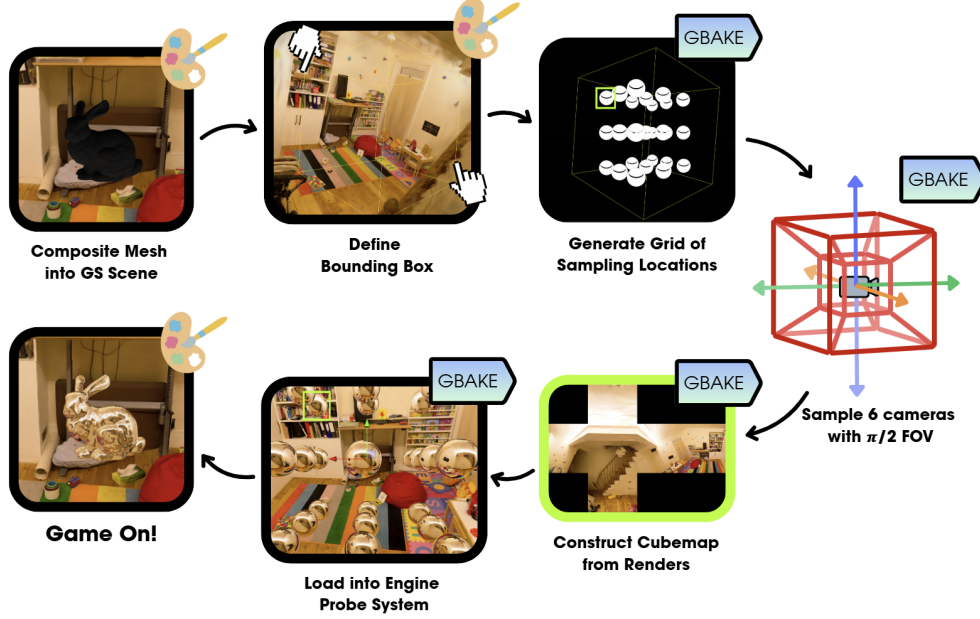 GBAKE
GBAKE
Composite Mesh
into GS Scene
Define
Bounding Box
Generate Grid of
Sampling Locations
GBAKE
GBAKE
Sample 6 cameras
with π/2 FOV
Construct Cubemap
from Renders
GBAKE
Load into Engine
Probe System
Game On!